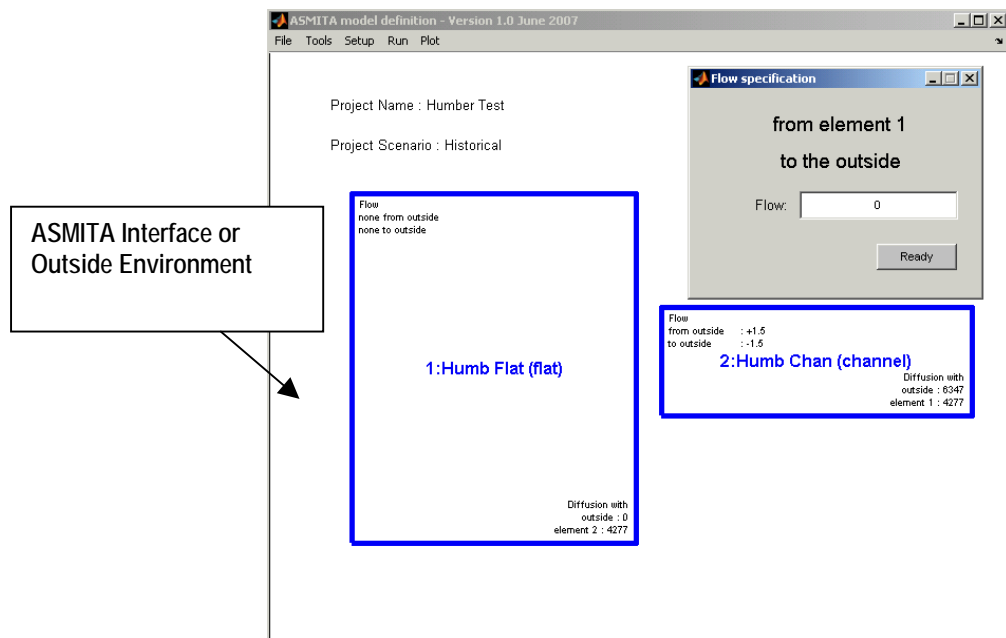 ASMITA model definition - Version 1.0 June 2007
File Tools Setup Run Plot
Project Name : Humber Test
Project Scenario : Historical
Flow specification
from element 1
to the outside
Flow: 0
Ready
ASMITA Interface or
Outside Environment
Flow
none from outside
none to outside
1:Humb Flat (flat)
Diffusion with
outside : 0
element 2 : 4277
Flow
from outside : +1.5
to outside : -1.5
2:Humb Chan (channel)
Diffusion with
outside : 6347
element 1 : 4277